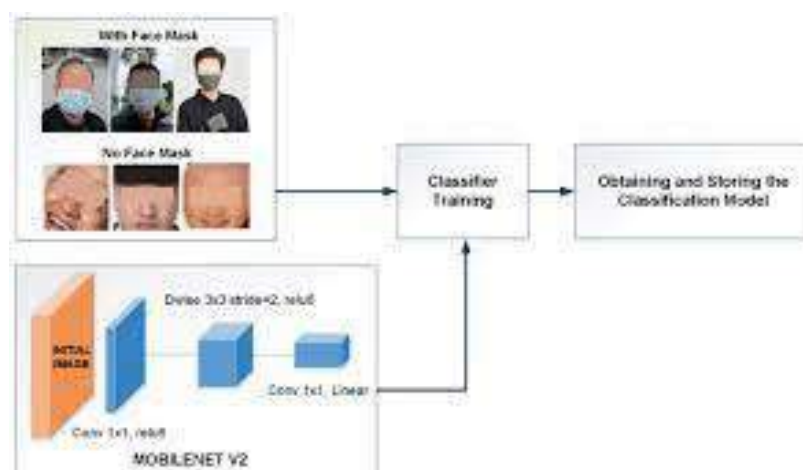 With Face Mask
No Face Mask
Classifier
Training
Obtaining and Storing the
Classification Model
Dwise 3x3 stride=2, relu6
INITIAL
IMAGE
Conv 1x1, Linear
Conv 1x1, relu6
MOBILENET V2